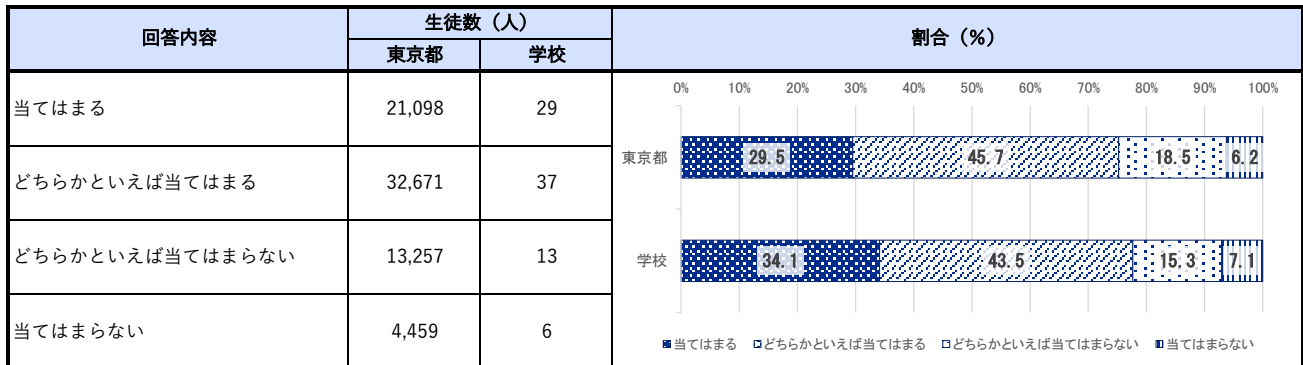 回答内容
生徒数（人）
割合（%）
東京都
学校
当てはまる
21,098
29
どちらかといえば当てはまる
32,671
37
どちらかといえば当てはまらない
13,257
13
当てはまらない
4,459
6
0% 10% 20% 30% 40% 50% 60% 70% 80% 90% 100%
東京都 29.5 45.7 18.5 6.2
学校 34.1 43.5 15.3 7.1
当てはまる どちらかといえば当てはまる どちらかといえば当てはまらない 当てはまらない